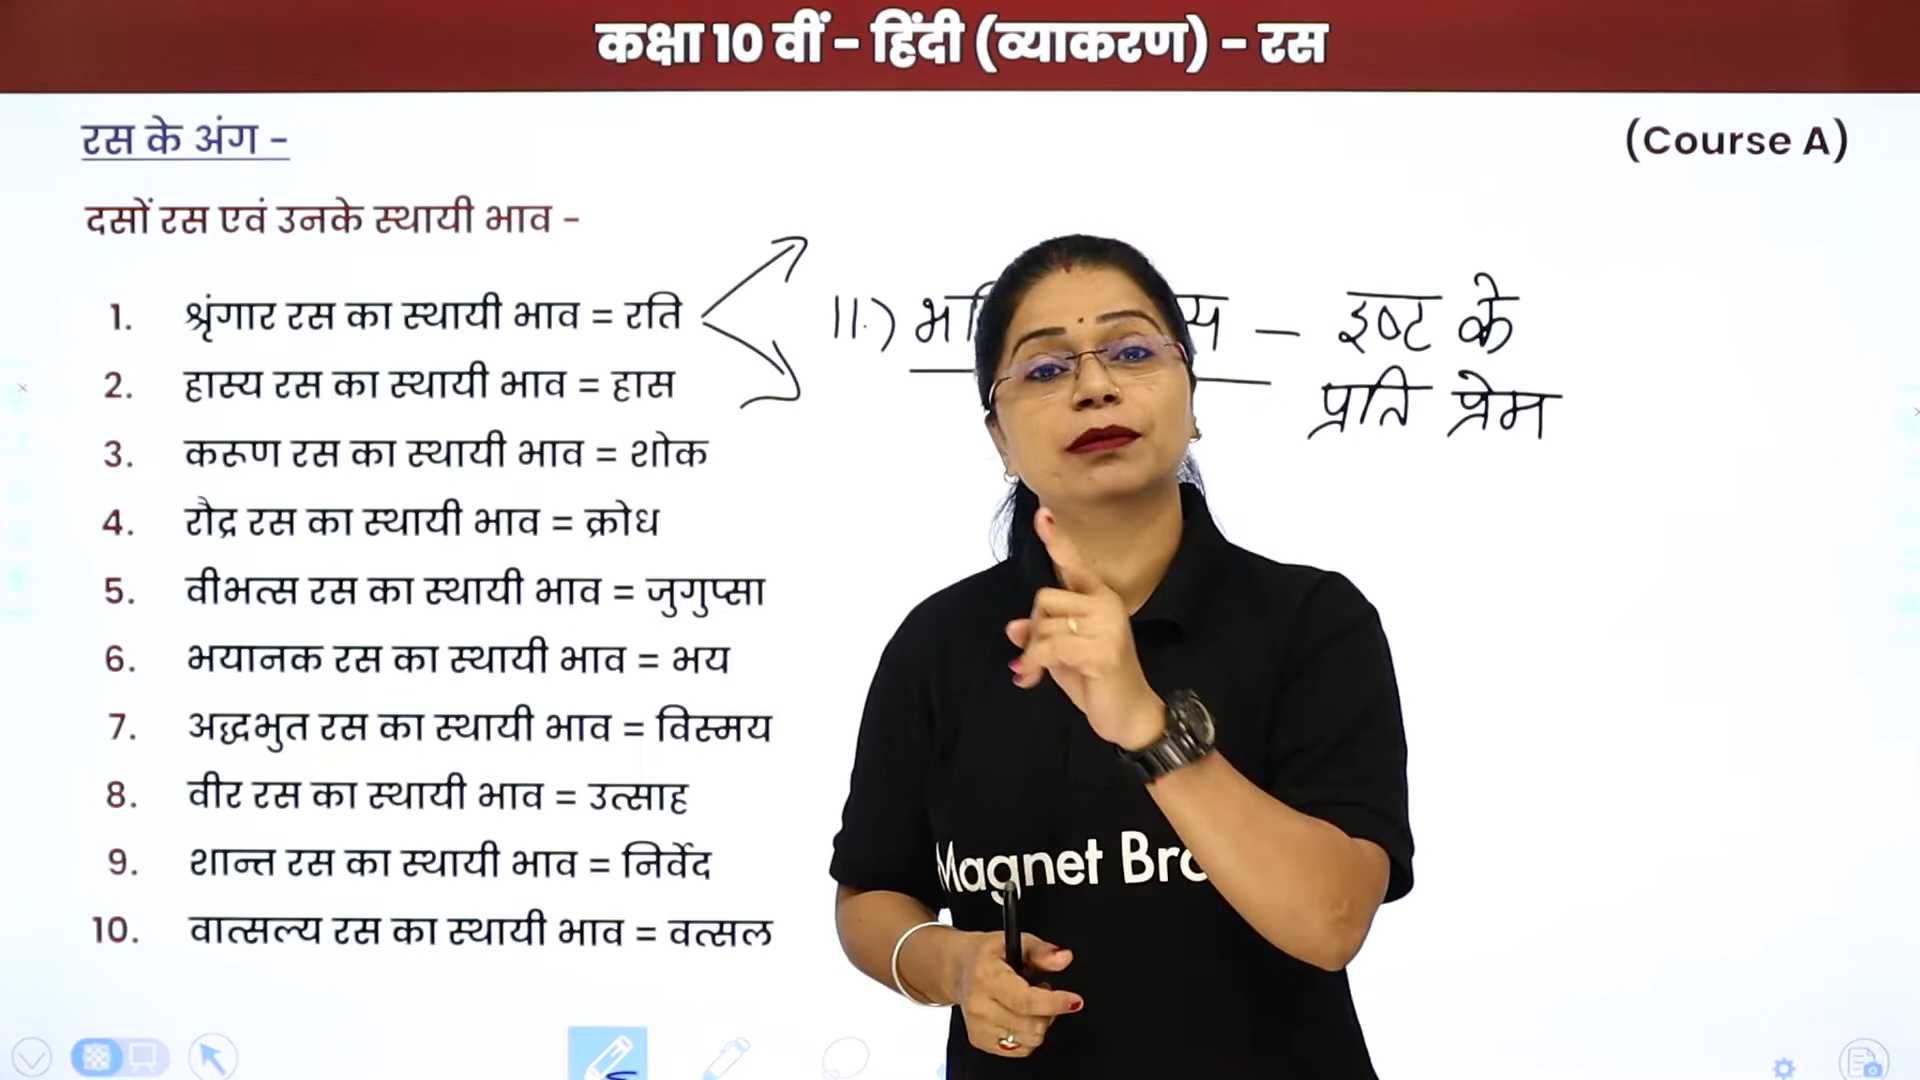 कक्षा 10 वीं - हिंदी (व्याकरण) - रस
रस के अंग -
(Course A)
दसों रस एवं उनके स्थायी भाव -
1. श्रृंगार रस का स्थायी भाव = रति
2. हास्य रस का स्थायी भाव = हास
3. करूण रस का स्थायी भाव = शोक
4. रौद्र रस का स्थायी भाव = क्रोध
5. वीभत्स रस का स्थायी भाव = जुगुप्सा
6. भयानक रस का स्थायी भाव = भय
7. अद्धभुत रस का स्थायी भाव = विस्मय
8. वीर रस का स्थायी भाव = उत्साह
9. शान्त रस का स्थायी भाव = निर्वेद
10. वात्सल्य रस का स्थायी भाव = वत्सल
11.) — इष्ट के
प्रति प्रेम
Magnet